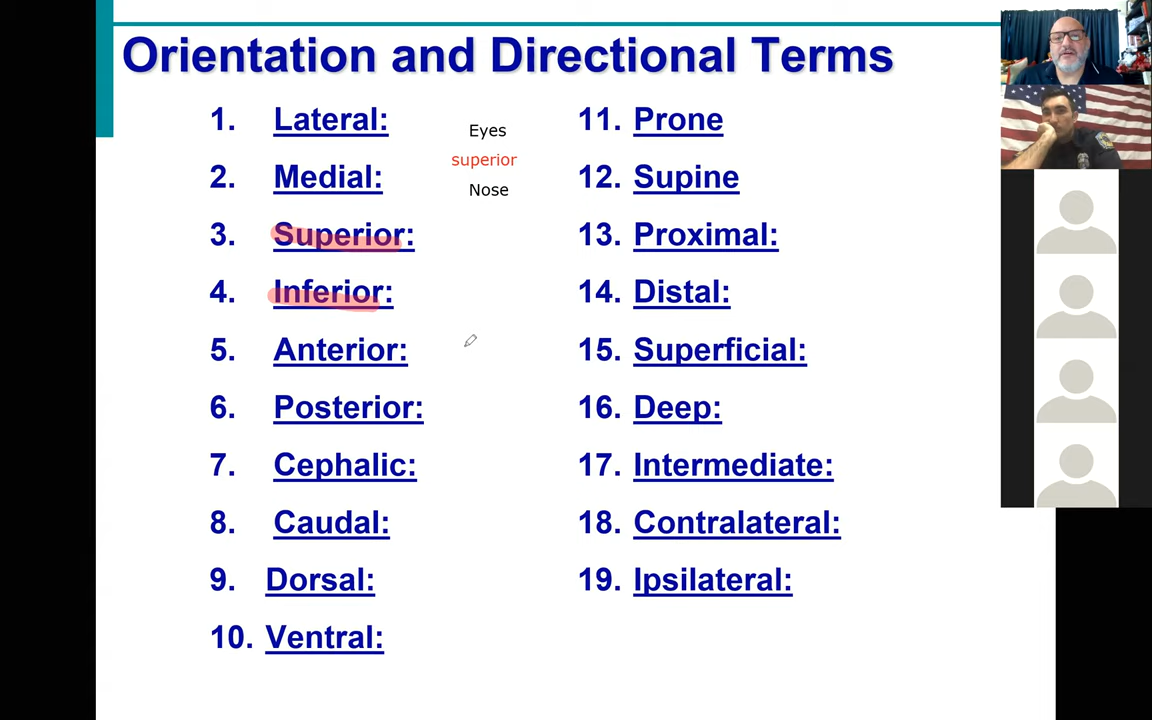 Orientation and Directional Terms
1. Lateral:
2. Medial:
3. Superior:
4. Inferior:
5. Anterior:
6. Posterior:
7. Cephalic:
8. Caudal:
9. Dorsal:
10. Ventral:
Eyes
superior
Nose
11. Prone
12. Supine
13. Proximal:
14. Distal:
15. Superficial:
16. Deep:
17. Intermediate:
18. Contralateral:
19. Ipsilateral: